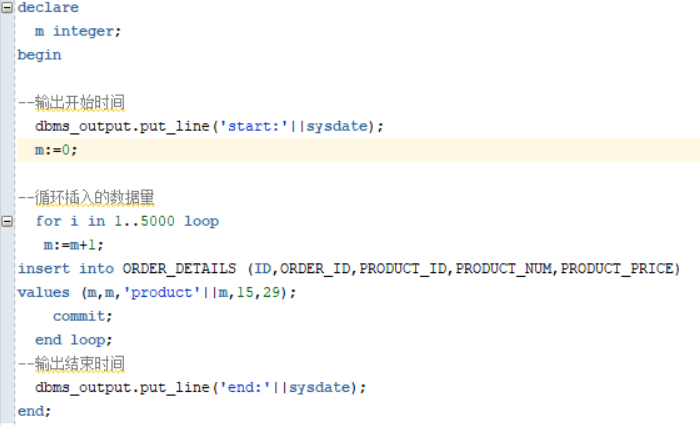 declare
m integer;
begin
--输出开始时间
dbms_output.put_line('start:'||sysdate);
m:=0;
--循环插入的数据量
for i in 1..5000 loop
m:=m+1;
insert into ORDER_DETAILS (ID,ORDER_ID,PRODUCT_ID,PRODUCT_NUM,PRODUCT_PRICE)
values (m,m,'product'||m,15,29);
commit;
end loop;
--输出结束时间
dbms_output.put_line('end:'||sysdate);
end;